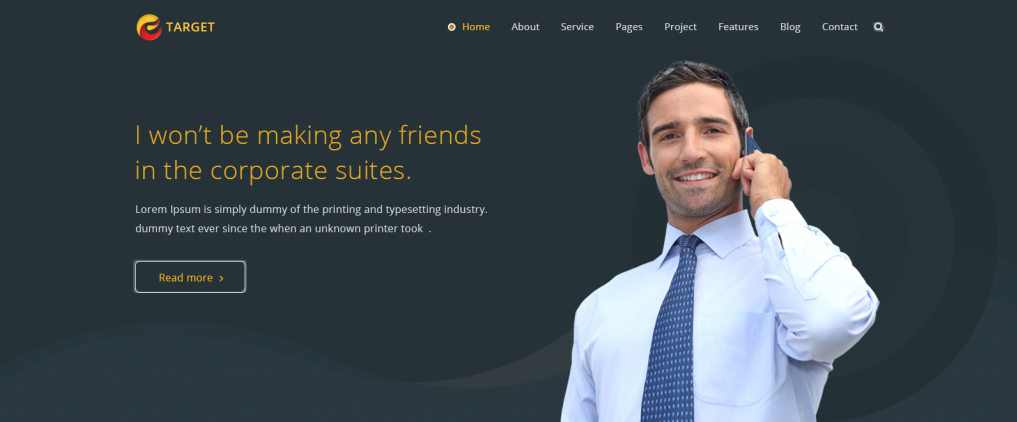 TARGET
Home About Service Pages Project Features Blog Contact
I won’t be making any friends
in the corporate suites.
Lorem Ipsum is simply dummy of the printing and typesetting industry.
dummy text ever since the when an unknown printer took .
Read more ›